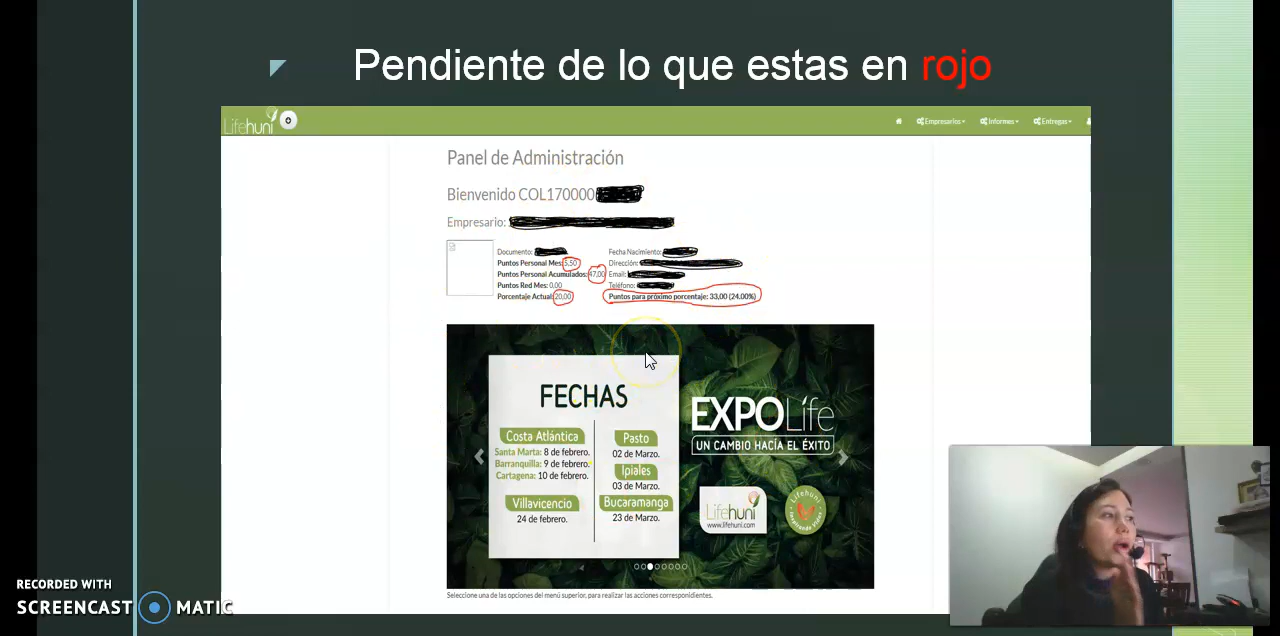 Pendiente de lo que estas en rojo
Lifehuni
Empresarios
Informes
Entregas
Panel de Administración
Bienvenido COL170000
Empresario:
Documento:
Puntos Personal Mes: 5,50
Puntos Personal Acumulados: 47,00
Puntos Red Mes: 0,00
Porcentaje Actual: 20,00
Fecha Nacimiento:
Dirección:
Email:
Teléfono:
Puntos para próximo porcentaje: 33,00 (24.00%)
FECHAS
Costa Atlántica
Santa Marta: 8 de febrero.
Barranquilla: 9 de febrero.
Cartagena: 10 de febrero.
Villavicencio
24 de febrero.
Pasto
02 de Marzo.
Ipiales
03 de Marzo.
Bucaramanga
23 de Marzo.
EXPOLife
UN CAMBIO HACÍA EL ÉXITO
Lifehuni
www.lifehuni.com
Lifehuni
Seleccione una de las opciones del menú superior, para realizar las acciones correspondientes.
RECORDED WITH
SCREENCAST MATIC